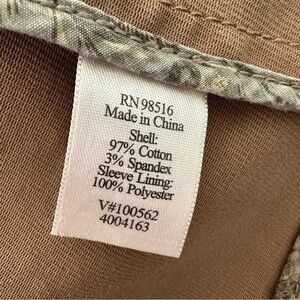 RN 98516
Made in China
Shell:
97% Cotton
3% Spandex
Sleeve Lining:
100% Polyester
V#100562
4004163